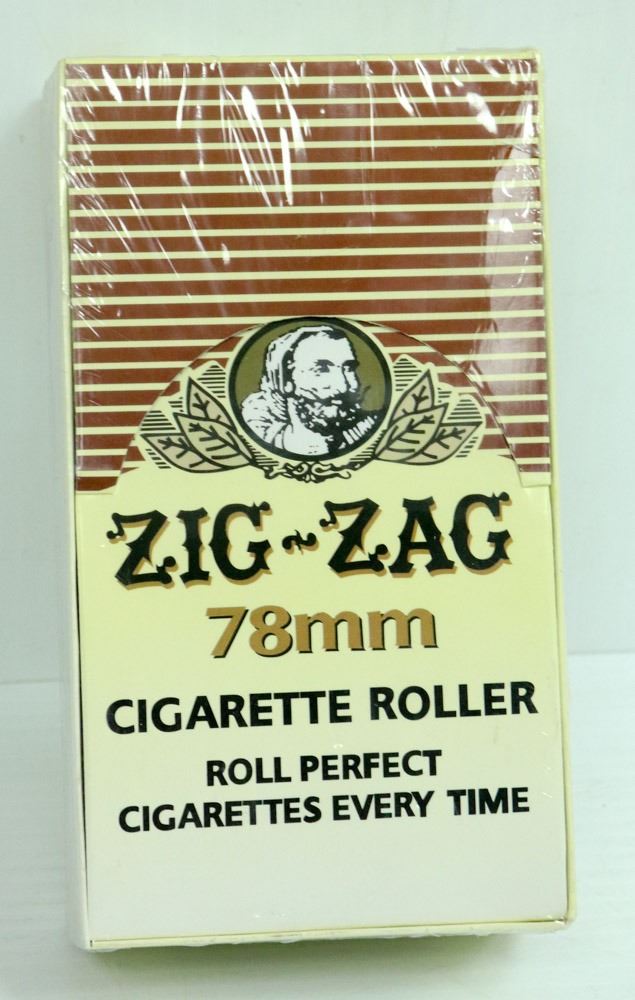 ZIG~ZAG
78mm
CIGARETTE ROLLER
ROLL PERFECT
CIGARETTES EVERY TIME